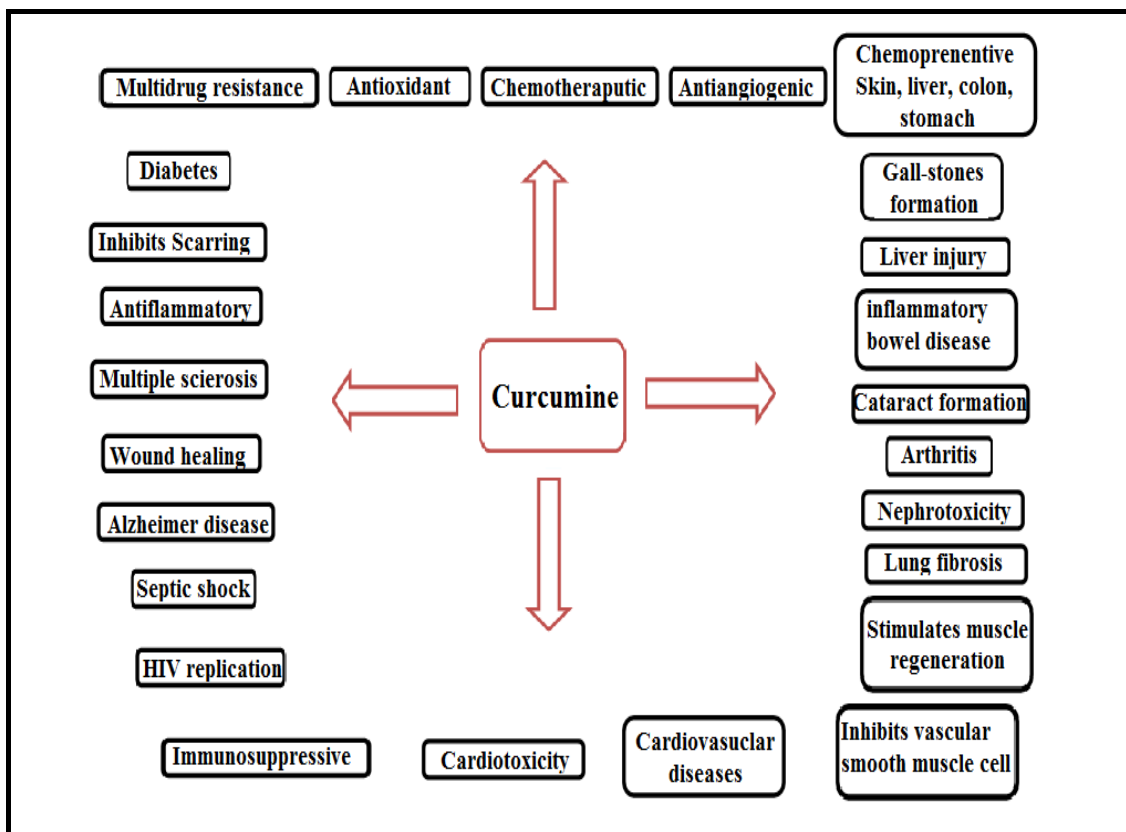 Multidrug resistance
Antioxidant
Chemotheraputic
Antiangiogenic
Chemoprenentive
Skin, liver, colon,
stomach
Diabetes
Inhibits Scarring
Antiflammatory
Multiple scierosis
Wound healing
Alzheimer disease
Septic shock
HIV replication
Curcumine
Gall-stones
formation
Liver injury
inflammatory
bowel disease
Cataract formation
Arthritis
Nephrotoxicity
Lung fibrosis
Stimulates muscle
regeneration
Immunosuppressive
Cardiotoxicity
Cardiovasuclar
diseases
Inhibits vascular
smooth muscle cell